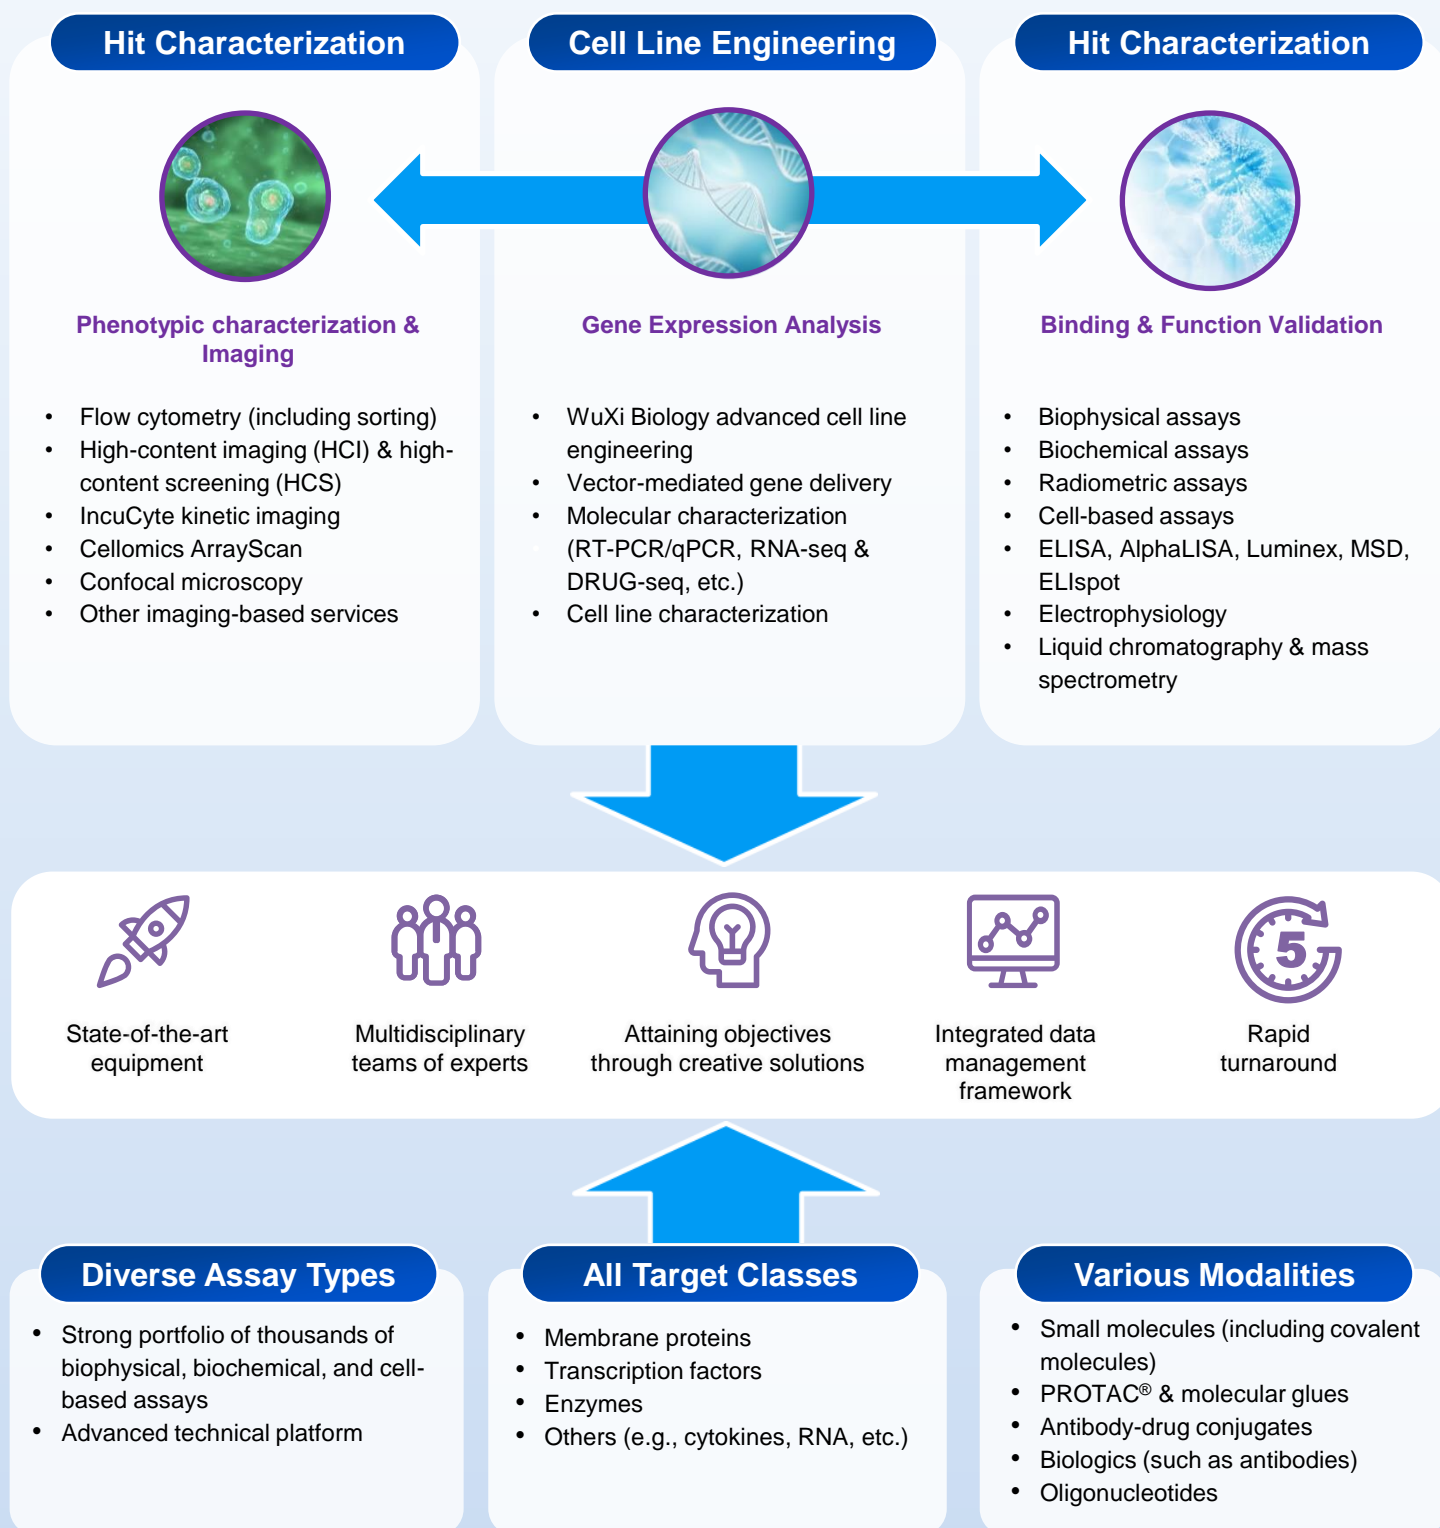 Hit Characterization
Phenotypic characterization &
Imaging
• Flow cytometry (including sorting)
• High-content imaging (HCI) & high-
content screening (HCS)
• IncuCyte kinetic imaging
• Cellomics ArrayScan
• Confocal microscopy
• Other imaging-based services
Cell Line Engineering
Gene Expression Analysis
• WuXi Biology advanced cell line
engineering
• Vector-mediated gene delivery
• Molecular characterization
• (RT-PCR/qPCR, RNA-seq &
DRUG-seq, etc.)
• Cell line characterization
Hit Characterization
Binding & Function Validation
• Biophysical assays
• Biochemical assays
• Radiometric assays
• Cell-based assays
• ELISA, AlphaLISA, Luminex, MSD,
ELIspot
• Electrophysiology
• Liquid chromatography & mass
spectrometry
State-of-the-art
equipment
Multidisciplinary
teams of experts
Attaining objectives
through creative solutions
Integrated data
management
framework
5
Rapid
turnaround
Diverse Assay Types
• Strong portfolio of thousands of
biophysical, biochemical, and cell-
based assays
• Advanced technical platform
All Target Classes
• Membrane proteins
• Transcription factors
• Enzymes
• Others (e.g., cytokines, RNA, etc.)
Various Modalities
• Small molecules (including covalent
molecules)
• PROTAC® & molecular glues
• Antibody-drug conjugates
• Biologics (such as antibodies)
• Oligonucleotides